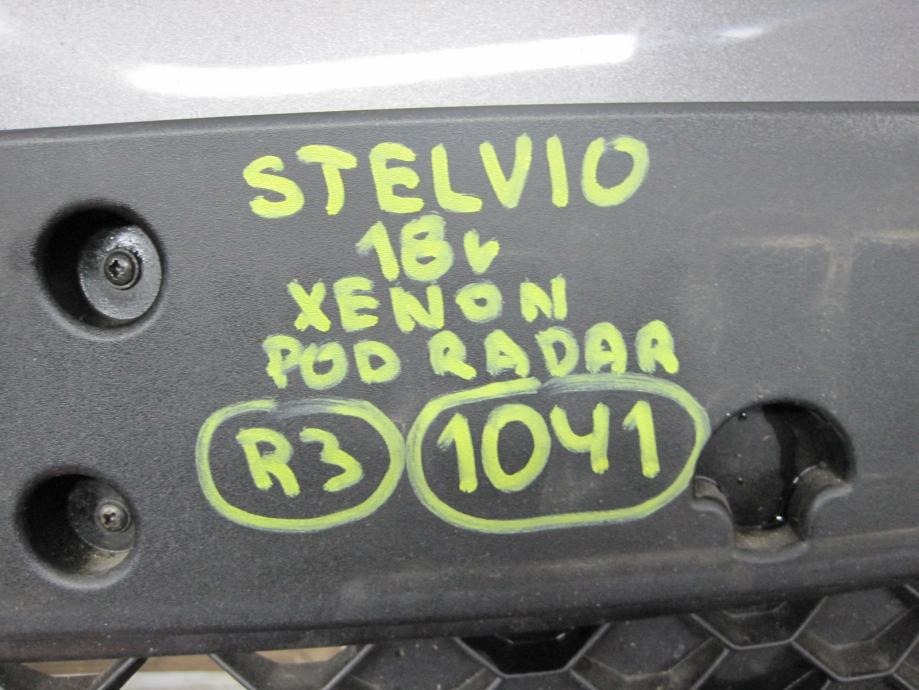 STELVIO
18v
XENON
POD RADAR
R3 1041